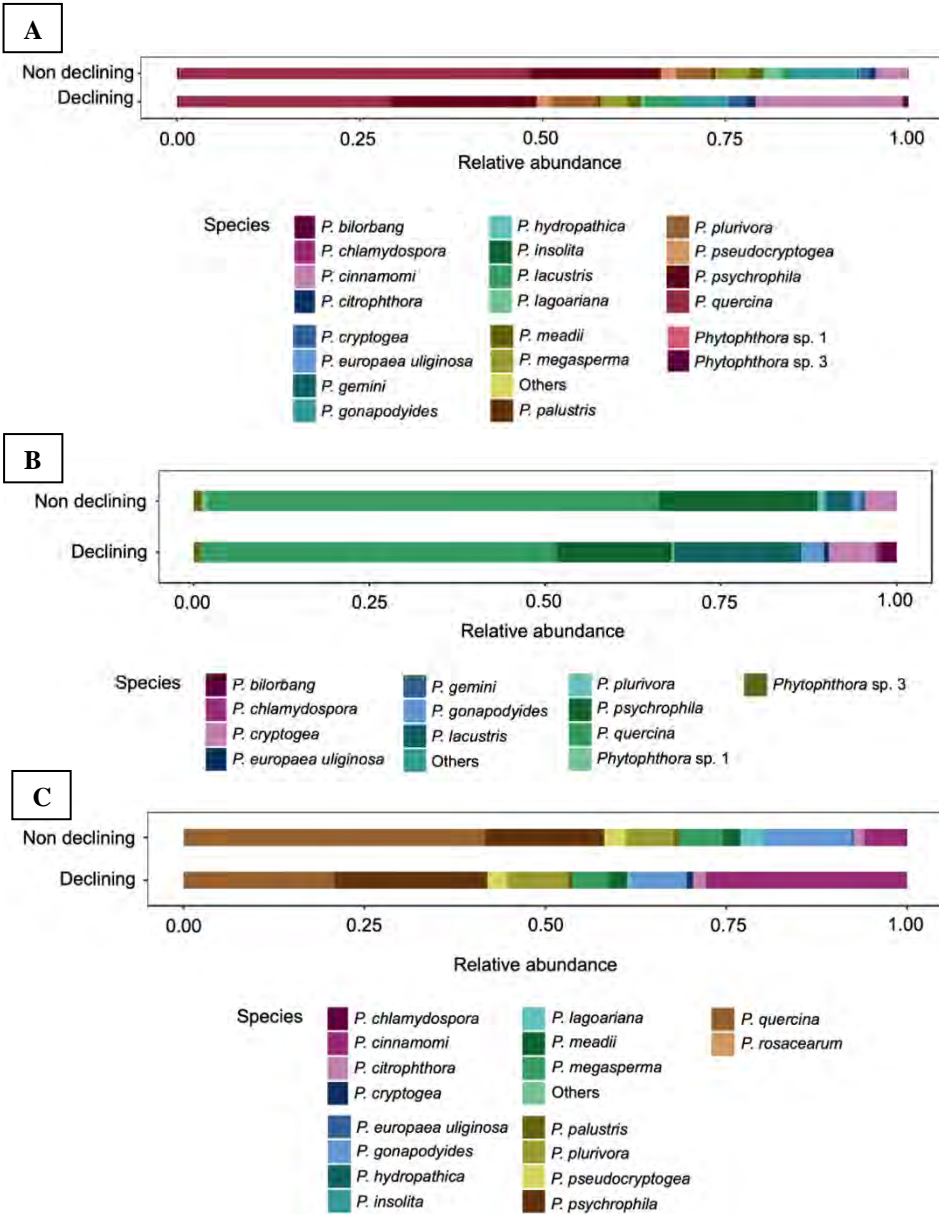 A
Non declining
Declining
0.00 0.25 0.50 0.75 1.00
Relative abundance
Species
P. bilorbang P. hydropathica P. plurivora
P. chlamydospora P. insolita P. pseudocryptogea
P. cinnamomi P. lacustris P. psychrophila
P. citrophthora P. lagoariana P. quercina
P. cryptogea P. meadii Phytophthora sp. 1
P. europaea uliginosa P. megasperma Phytophthora sp. 3
P. gemini Others
P. gonapodyides P. palustris
B
Non declining
Declining
0.00 0.25 0.50 0.75 1.00
Relative abundance
Species
P. bilorbang P. gemini P. plurivora Phytophthora sp. 3
P. chlamydospora P. gonapodyides P. psychrophila
P. cryptogea P. lacustris P. quercina
P. europaea uliginosa Others Phytophthora sp. 1
C
Non declining
Declining
0.00 0.25 0.50 0.75 1.00
Relative abundance
Species
P. chlamydospora P. lagoariana P. quercina
P. cinnamomi P. meadii P. rosacearum
P. citrophthora P. megasperma
P. cryptogea Others
P. europaea uliginosa P. palustris
P. gonapodyides P. plurivora
P. hydropathica P. pseudocryptogea
P. insolita P. psychrophila